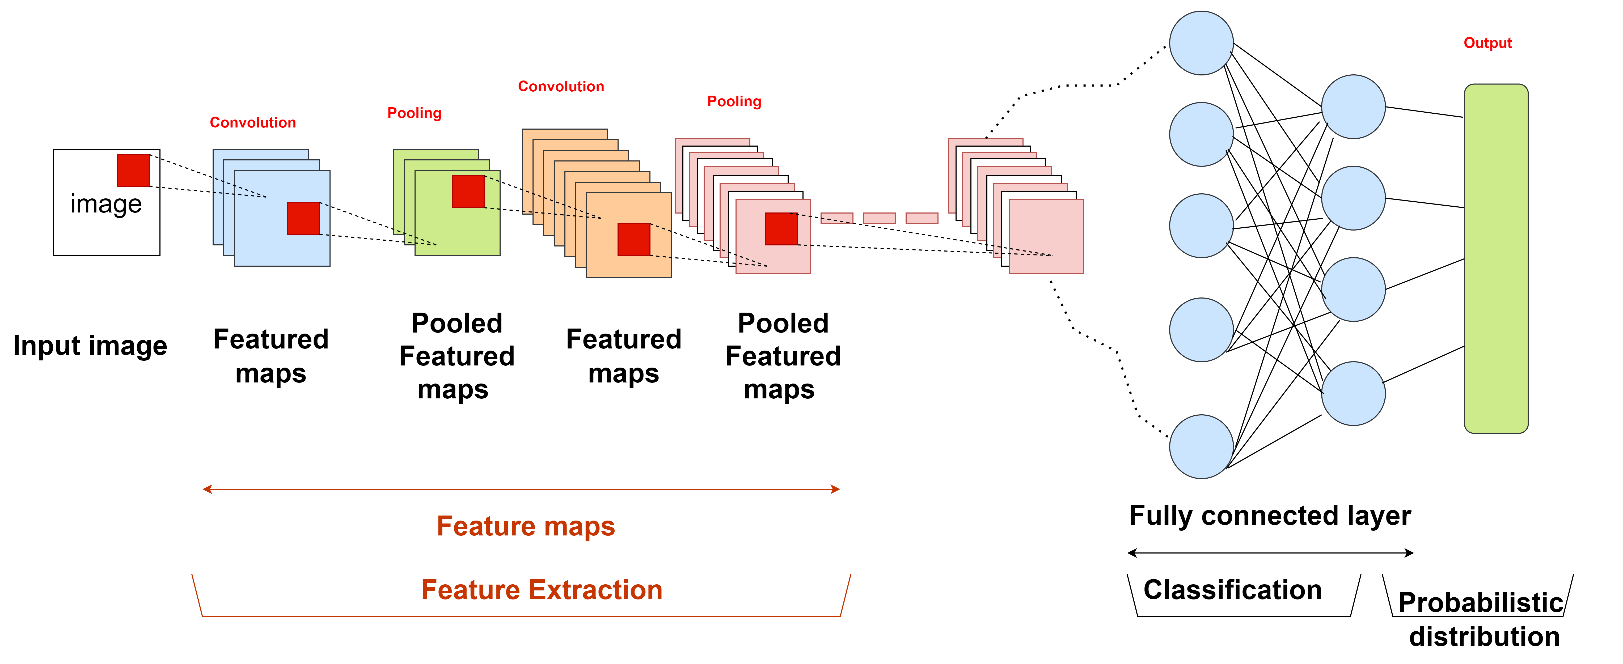 Output
Convolution
Pooling
Convolution
Pooling
image
Input image
Featured
maps
Pooled
Featured
maps
Featured
maps
Pooled
Featured
maps
Feature maps
Feature Extraction
Fully connected layer
Classification
Probabilistic
distribution